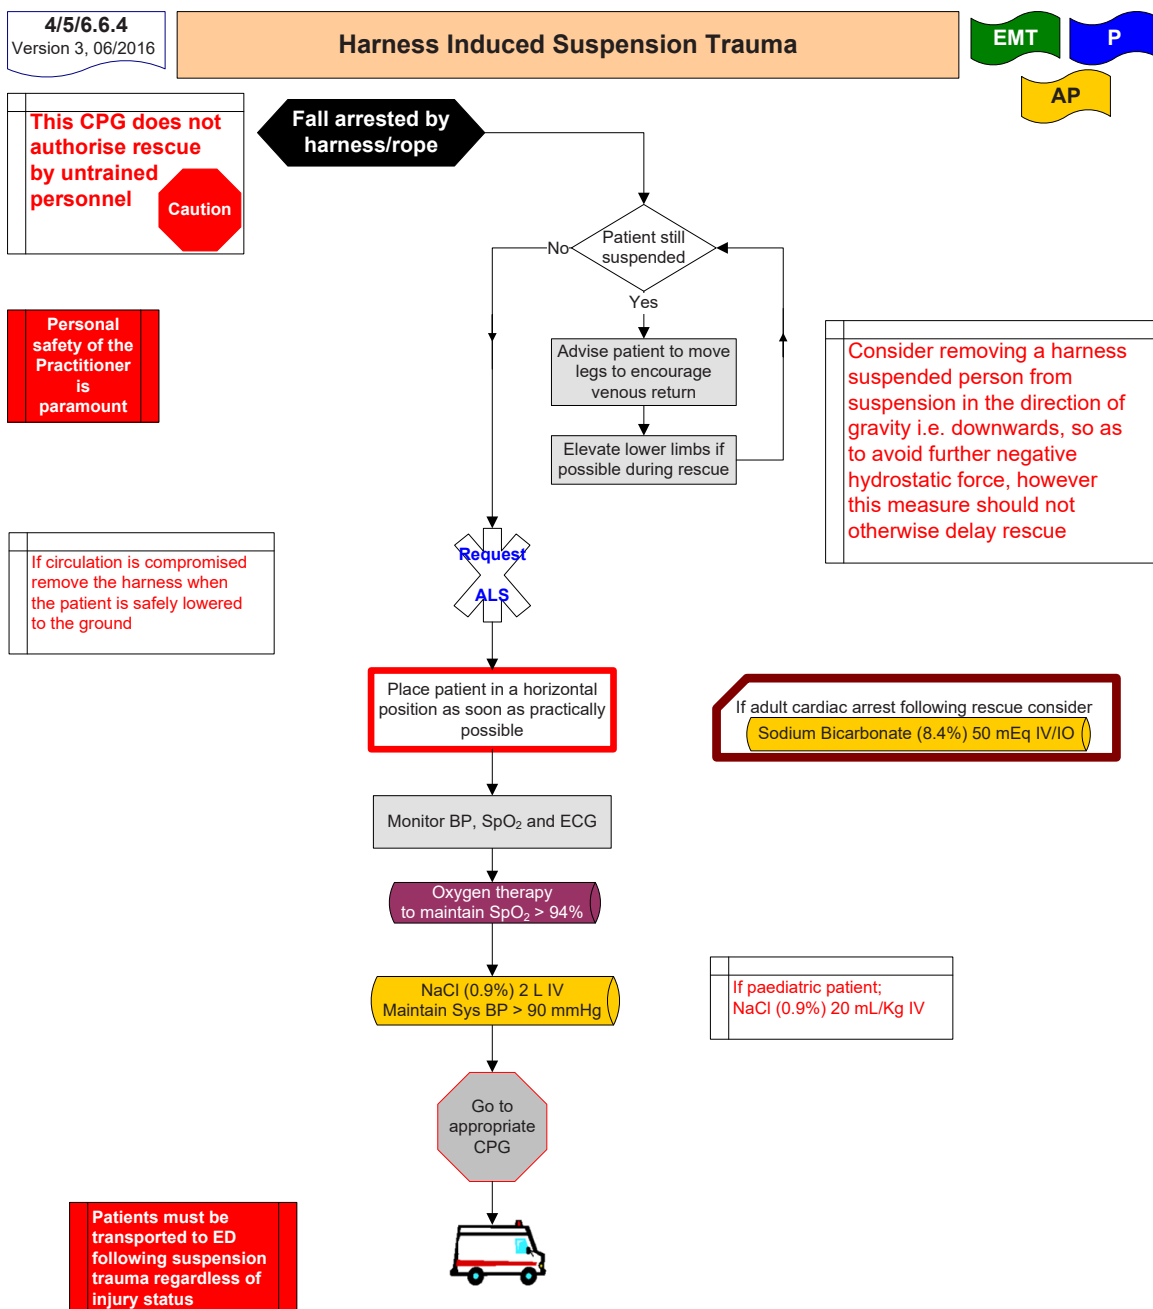 4/5/6.6.4
Version 3, 06/2016
Harness Induced Suspension Trauma
EMT
P
AP
This CPG does not
authorise rescue
by untrained
personnel
Caution
Fall arrested by
harness/rope
Patient still
suspended
No
Yes
Personal
safety of the
Practitioner
is
paramount
Advise patient to move
legs to encourage
venous return
Elevate lower limbs if
possible during rescue
Consider removing a harness
suspended person from
suspension in the direction of
gravity i.e. downwards, so as
to avoid further negative
hydrostatic force, however
this measure should not
otherwise delay rescue
If circulation is compromised
remove the harness when
the patient is safely lowered
to the ground
Request
ALS
Place patient in a horizontal
position as soon as practically
possible
If adult cardiac arrest following rescue consider
Sodium Bicarbonate (8.4%) 50 mEq IV/IO
Monitor BP, SpO₂ and ECG
Oxygen therapy
to maintain SpO₂ > 94%
NaCl (0.9%) 2 L IV
Maintain Sys BP > 90 mmHg
If paediatric patient;
NaCl (0.9%) 20 mL/Kg IV
Go to
appropriate
CPG
Patients must be
transported to ED
following suspension
trauma regardless of
injury status